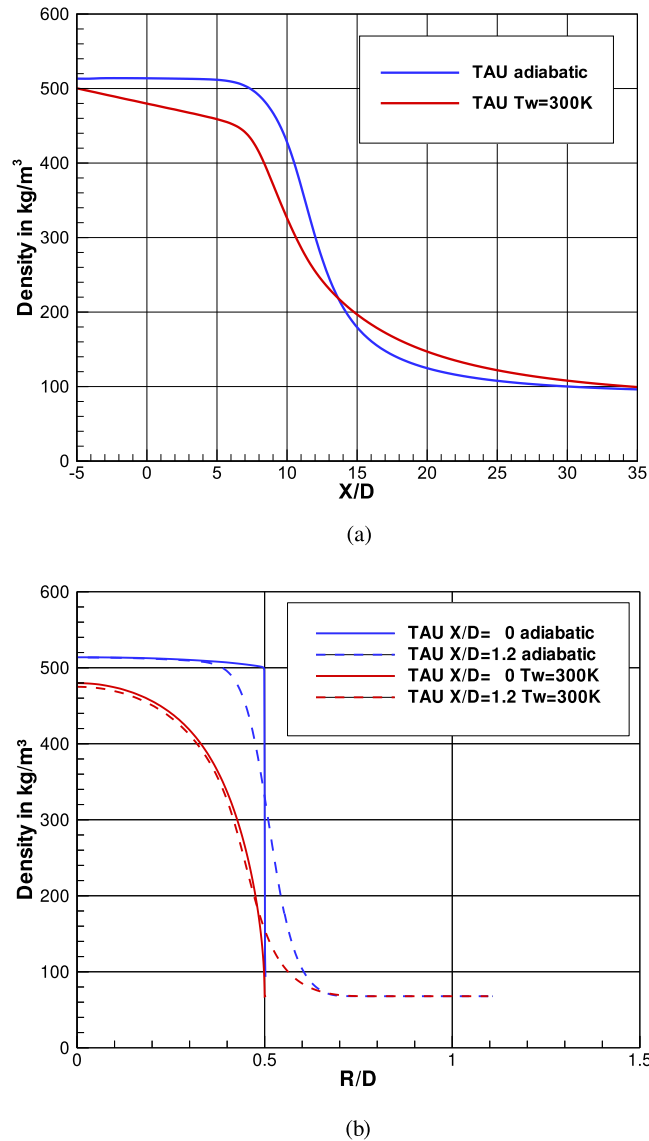 600
500
400
300
200
100
0
Density in kg/m³
TAU adiabatic
TAU Tw=300K
-5 0 5 10 15 20 25 30 35
X/D
(a)
600
500
400
300
200
100
0
Density in kg/m³
TAU X/D= 0 adiabatic
TAU X/D=1.2 adiabatic
TAU X/D= 0 Tw=300K
TAU X/D=1.2 Tw=300K
0 0.5 1 1.5
R/D
(b)